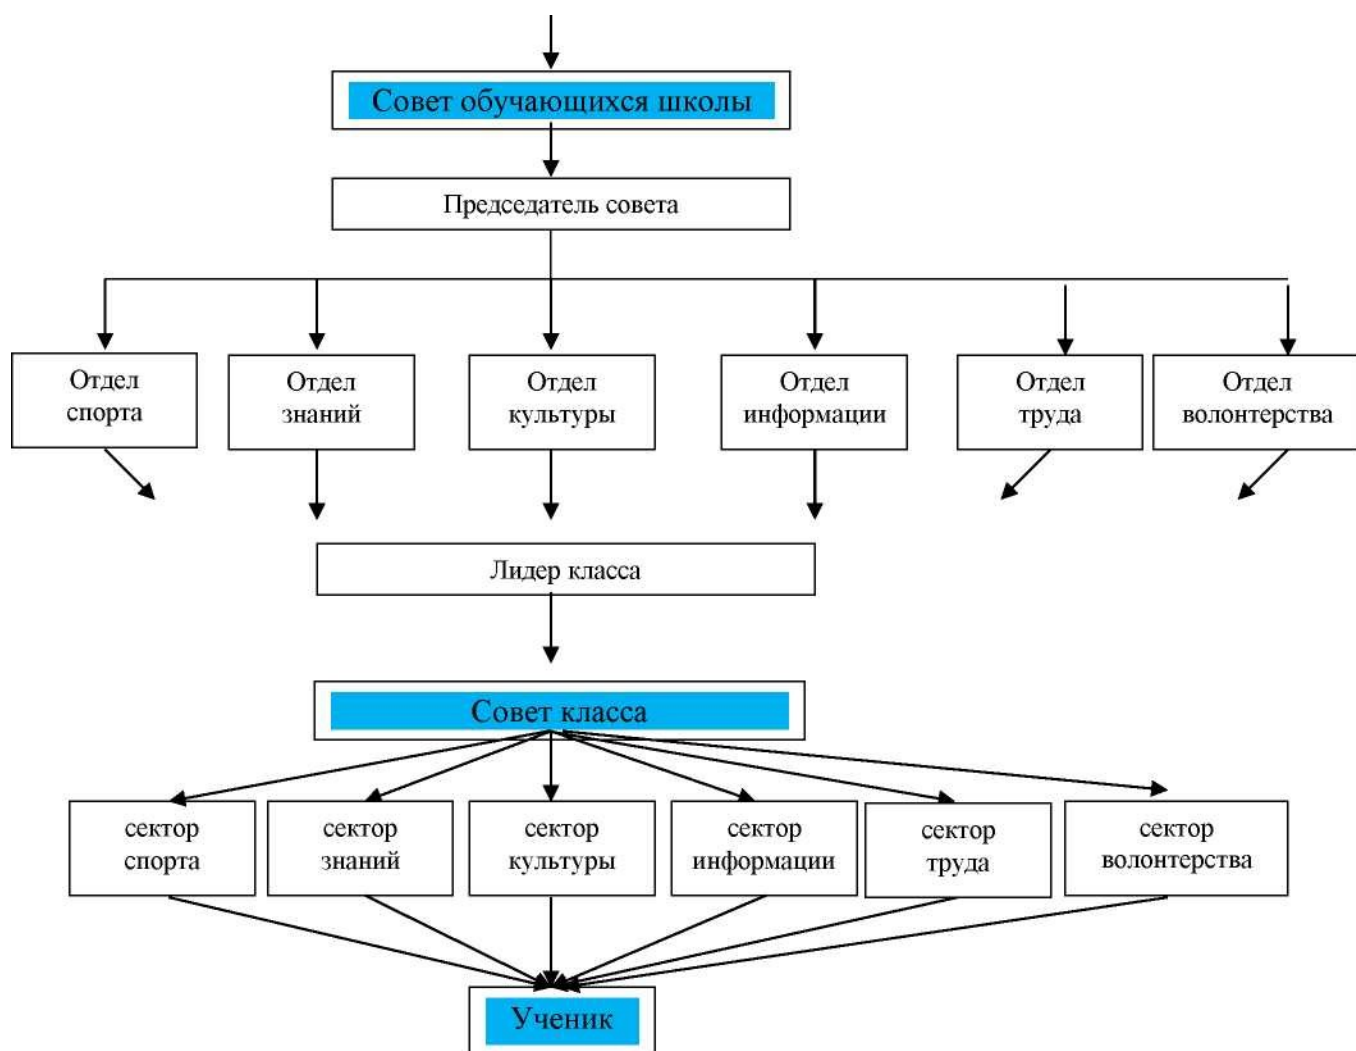 Совет обучающихся школы
Председатель совета
Отдел
спорта
Отдел
знаний
Отдел
культуры
Отдел
информации
Отдел
труда
Отдел
волонтерства
Лидер класса
Совет класса
сектор
спорта
сектор
знаний
сектор
культуры
сектор
информации
сектор
труда
сектор
волонтерства
Ученик